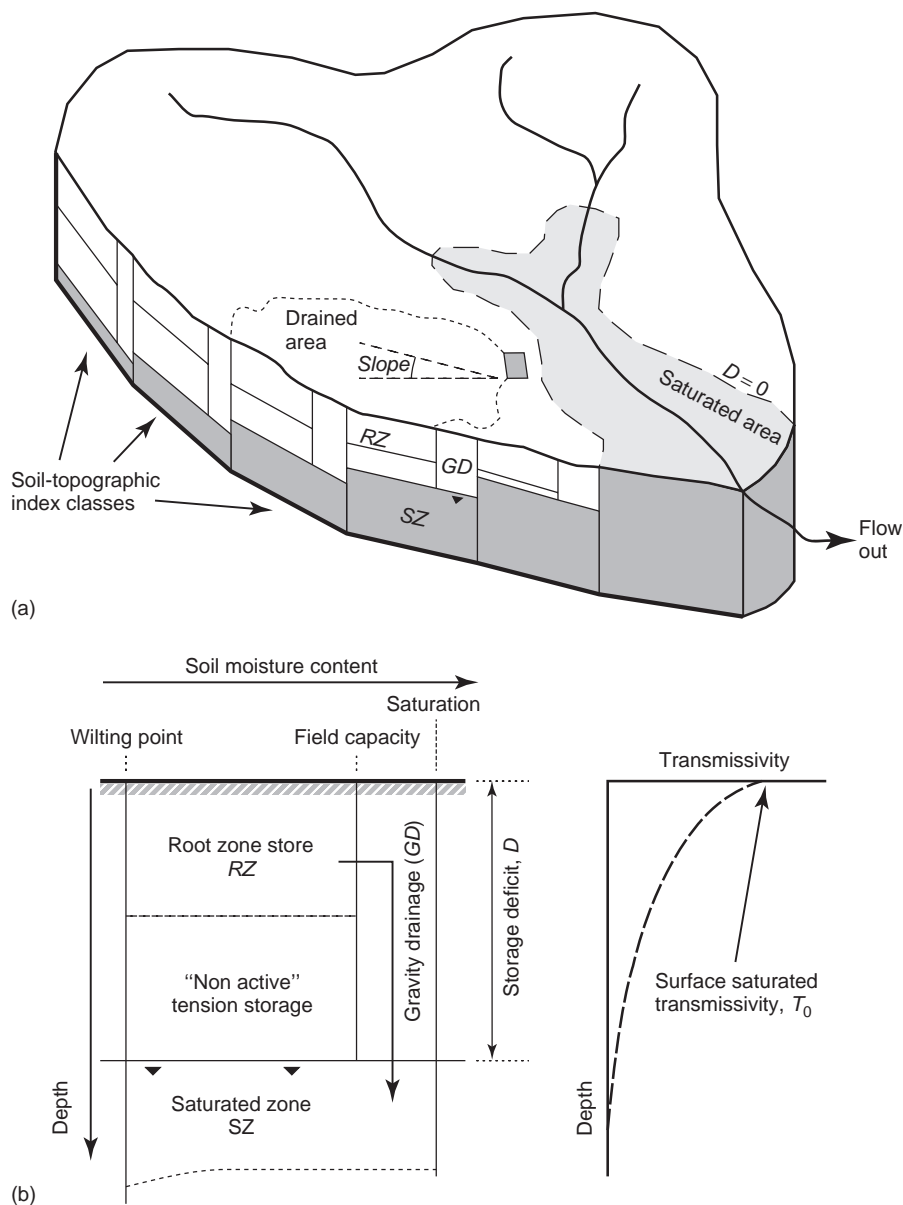 Drained
area
Slope
D = 0
Saturated area
RZ
GD
SZ
Soil-topographic
index classes
Flow
out
(a)
Soil moisture content
Saturation
Wilting point
Field capacity
Transmissivity
Root zone store
RZ
Gravity drainage (GD)
Storage deficit, D
"Non active"
tension storage
Surface saturated
transmissivity, T0
Depth
Saturated zone
SZ
Depth
(b)